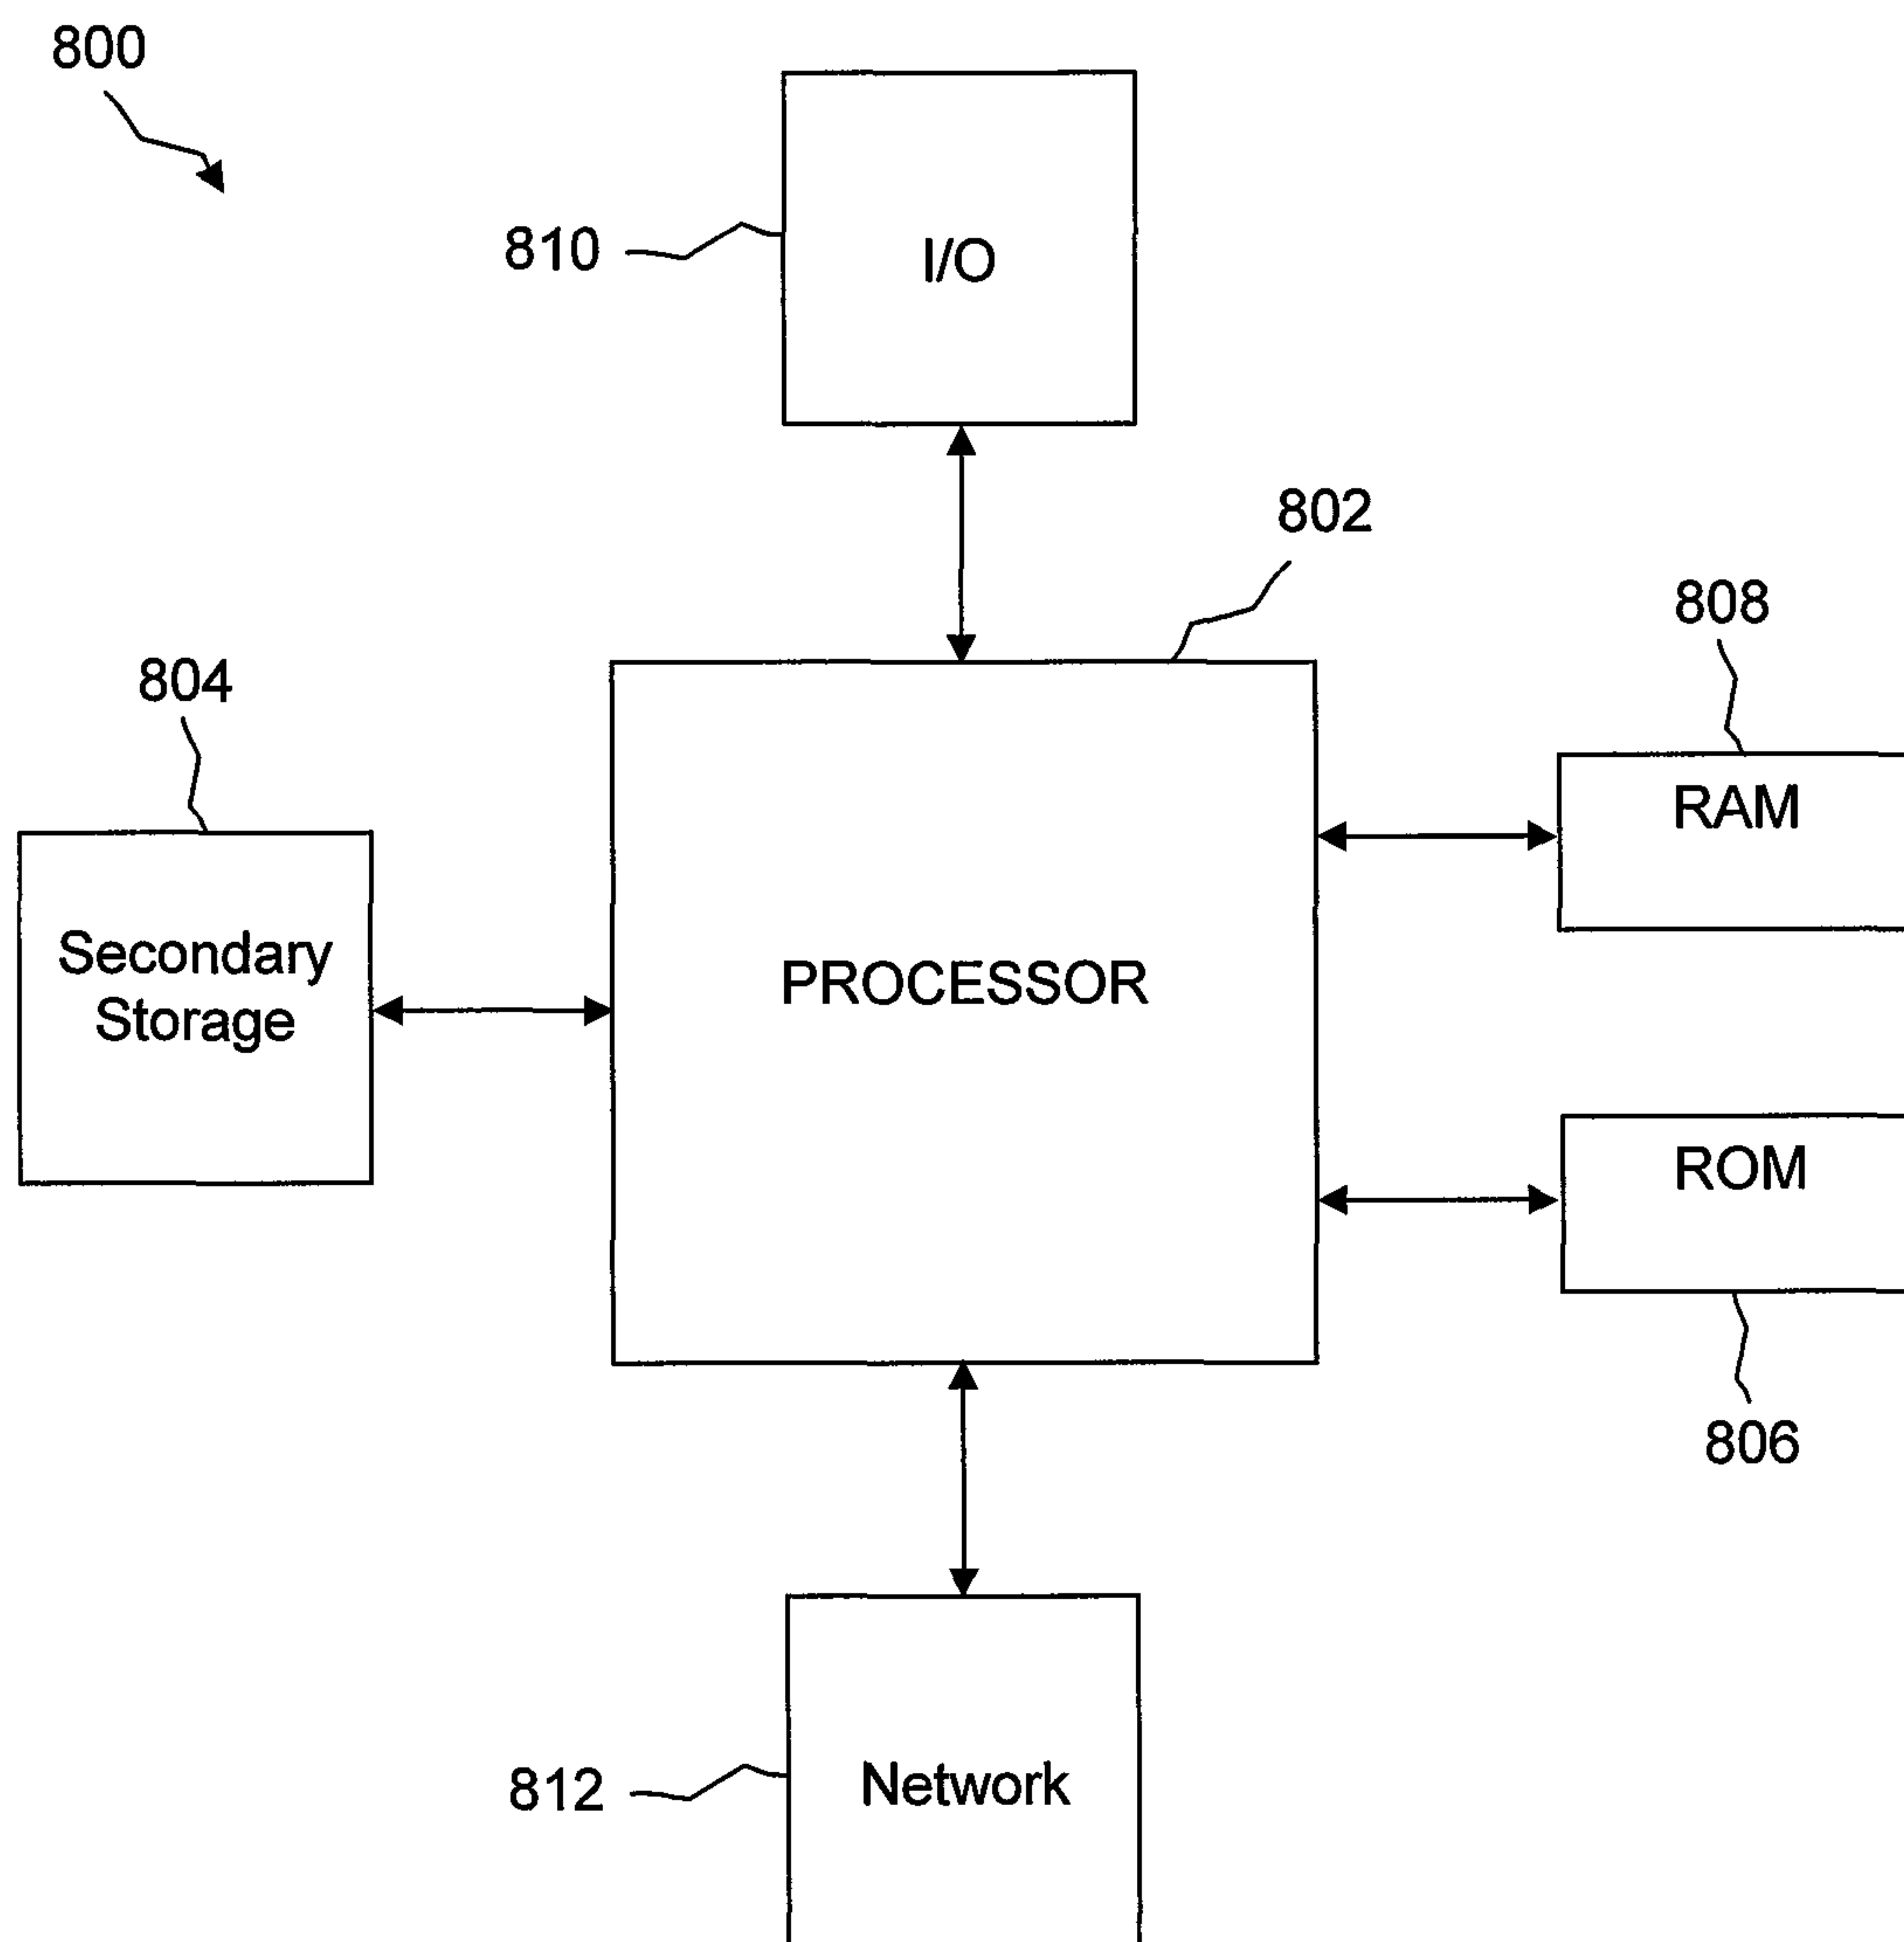 800
810
I/O
802
808
804
RAM
Secondary
Storage
PROCESSOR
ROM
806
812
Network